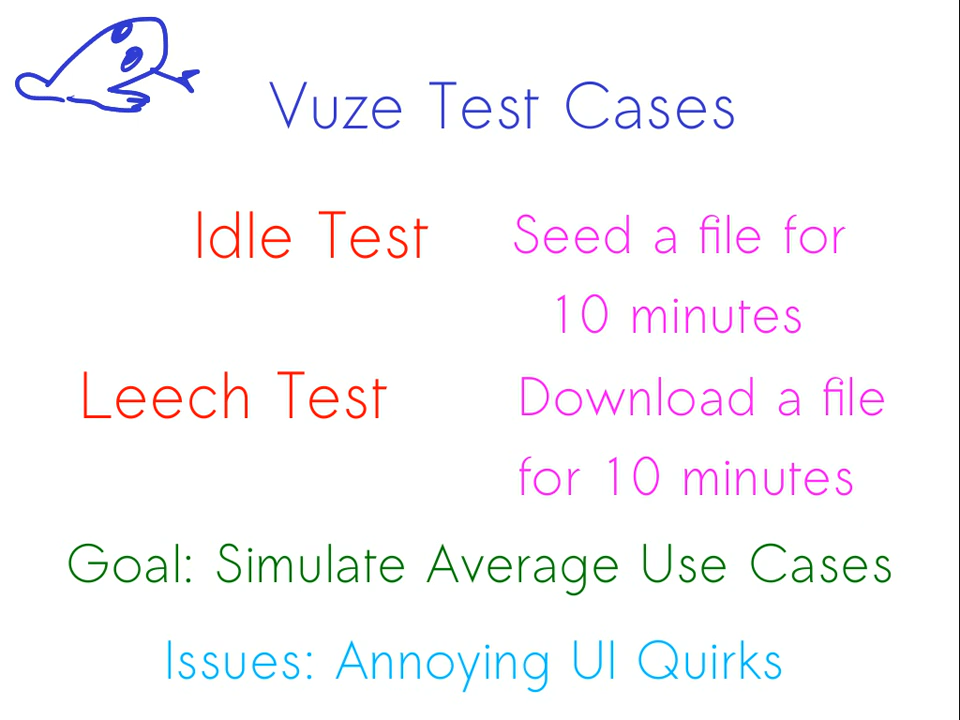 Vuze Test Cases
Idle Test
Seed a file for
10 minutes
Leech Test
Download a file
for 10 minutes
Goal: Simulate Average Use Cases
Issues: Annoying UI Quirks